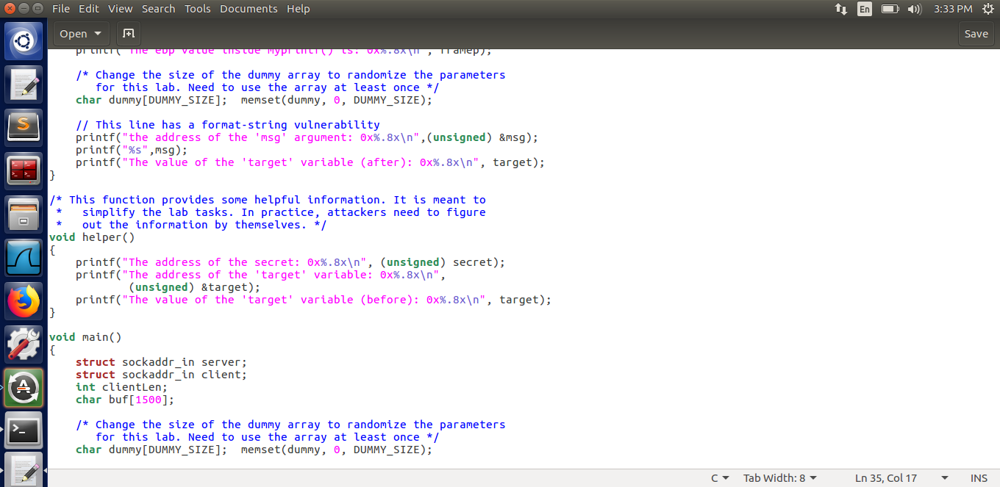 File Edit View Search Tools Documents Help
En
3:33 PM
Open
Save
printf("The ebp value inside myprintf() is: 0x%.8x\n", framep);
/* Change the size of the dummy array to randomize the parameters
for this lab. Need to use the array at least once */
char dummy[DUMMY_SIZE];  memset(dummy, 0, DUMMY_SIZE);
// This line has a format-string vulnerability
printf("the address of the 'msg' argument: 0x%.8x\n",(unsigned) &msg);
printf("%s",msg);
printf("The value of the 'target' variable (after): 0x%.8x\n", target);
}
/* This function provides some helpful information. It is meant to
*   simplify the lab tasks. In practice, attackers need to figure
*   out the information by themselves. */
void helper()
{
printf("The address of the secret: 0x%.8x\n", (unsigned) secret);
printf("The address of the 'target' variable: 0x%.8x\n",
(unsigned) &target);
printf("The value of the 'target' variable (before): 0x%.8x\n", target);
}
void main()
{
struct sockaddr_in server;
struct sockaddr_in client;
int clientLen;
char buf[1500];
/* Change the size of the dummy array to randomize the parameters
for this lab. Need to use the array at least once */
char dummy[DUMMY_SIZE];  memset(dummy, 0, DUMMY_SIZE);
C
Tab Width: 8
Ln 35, Col 17
INS